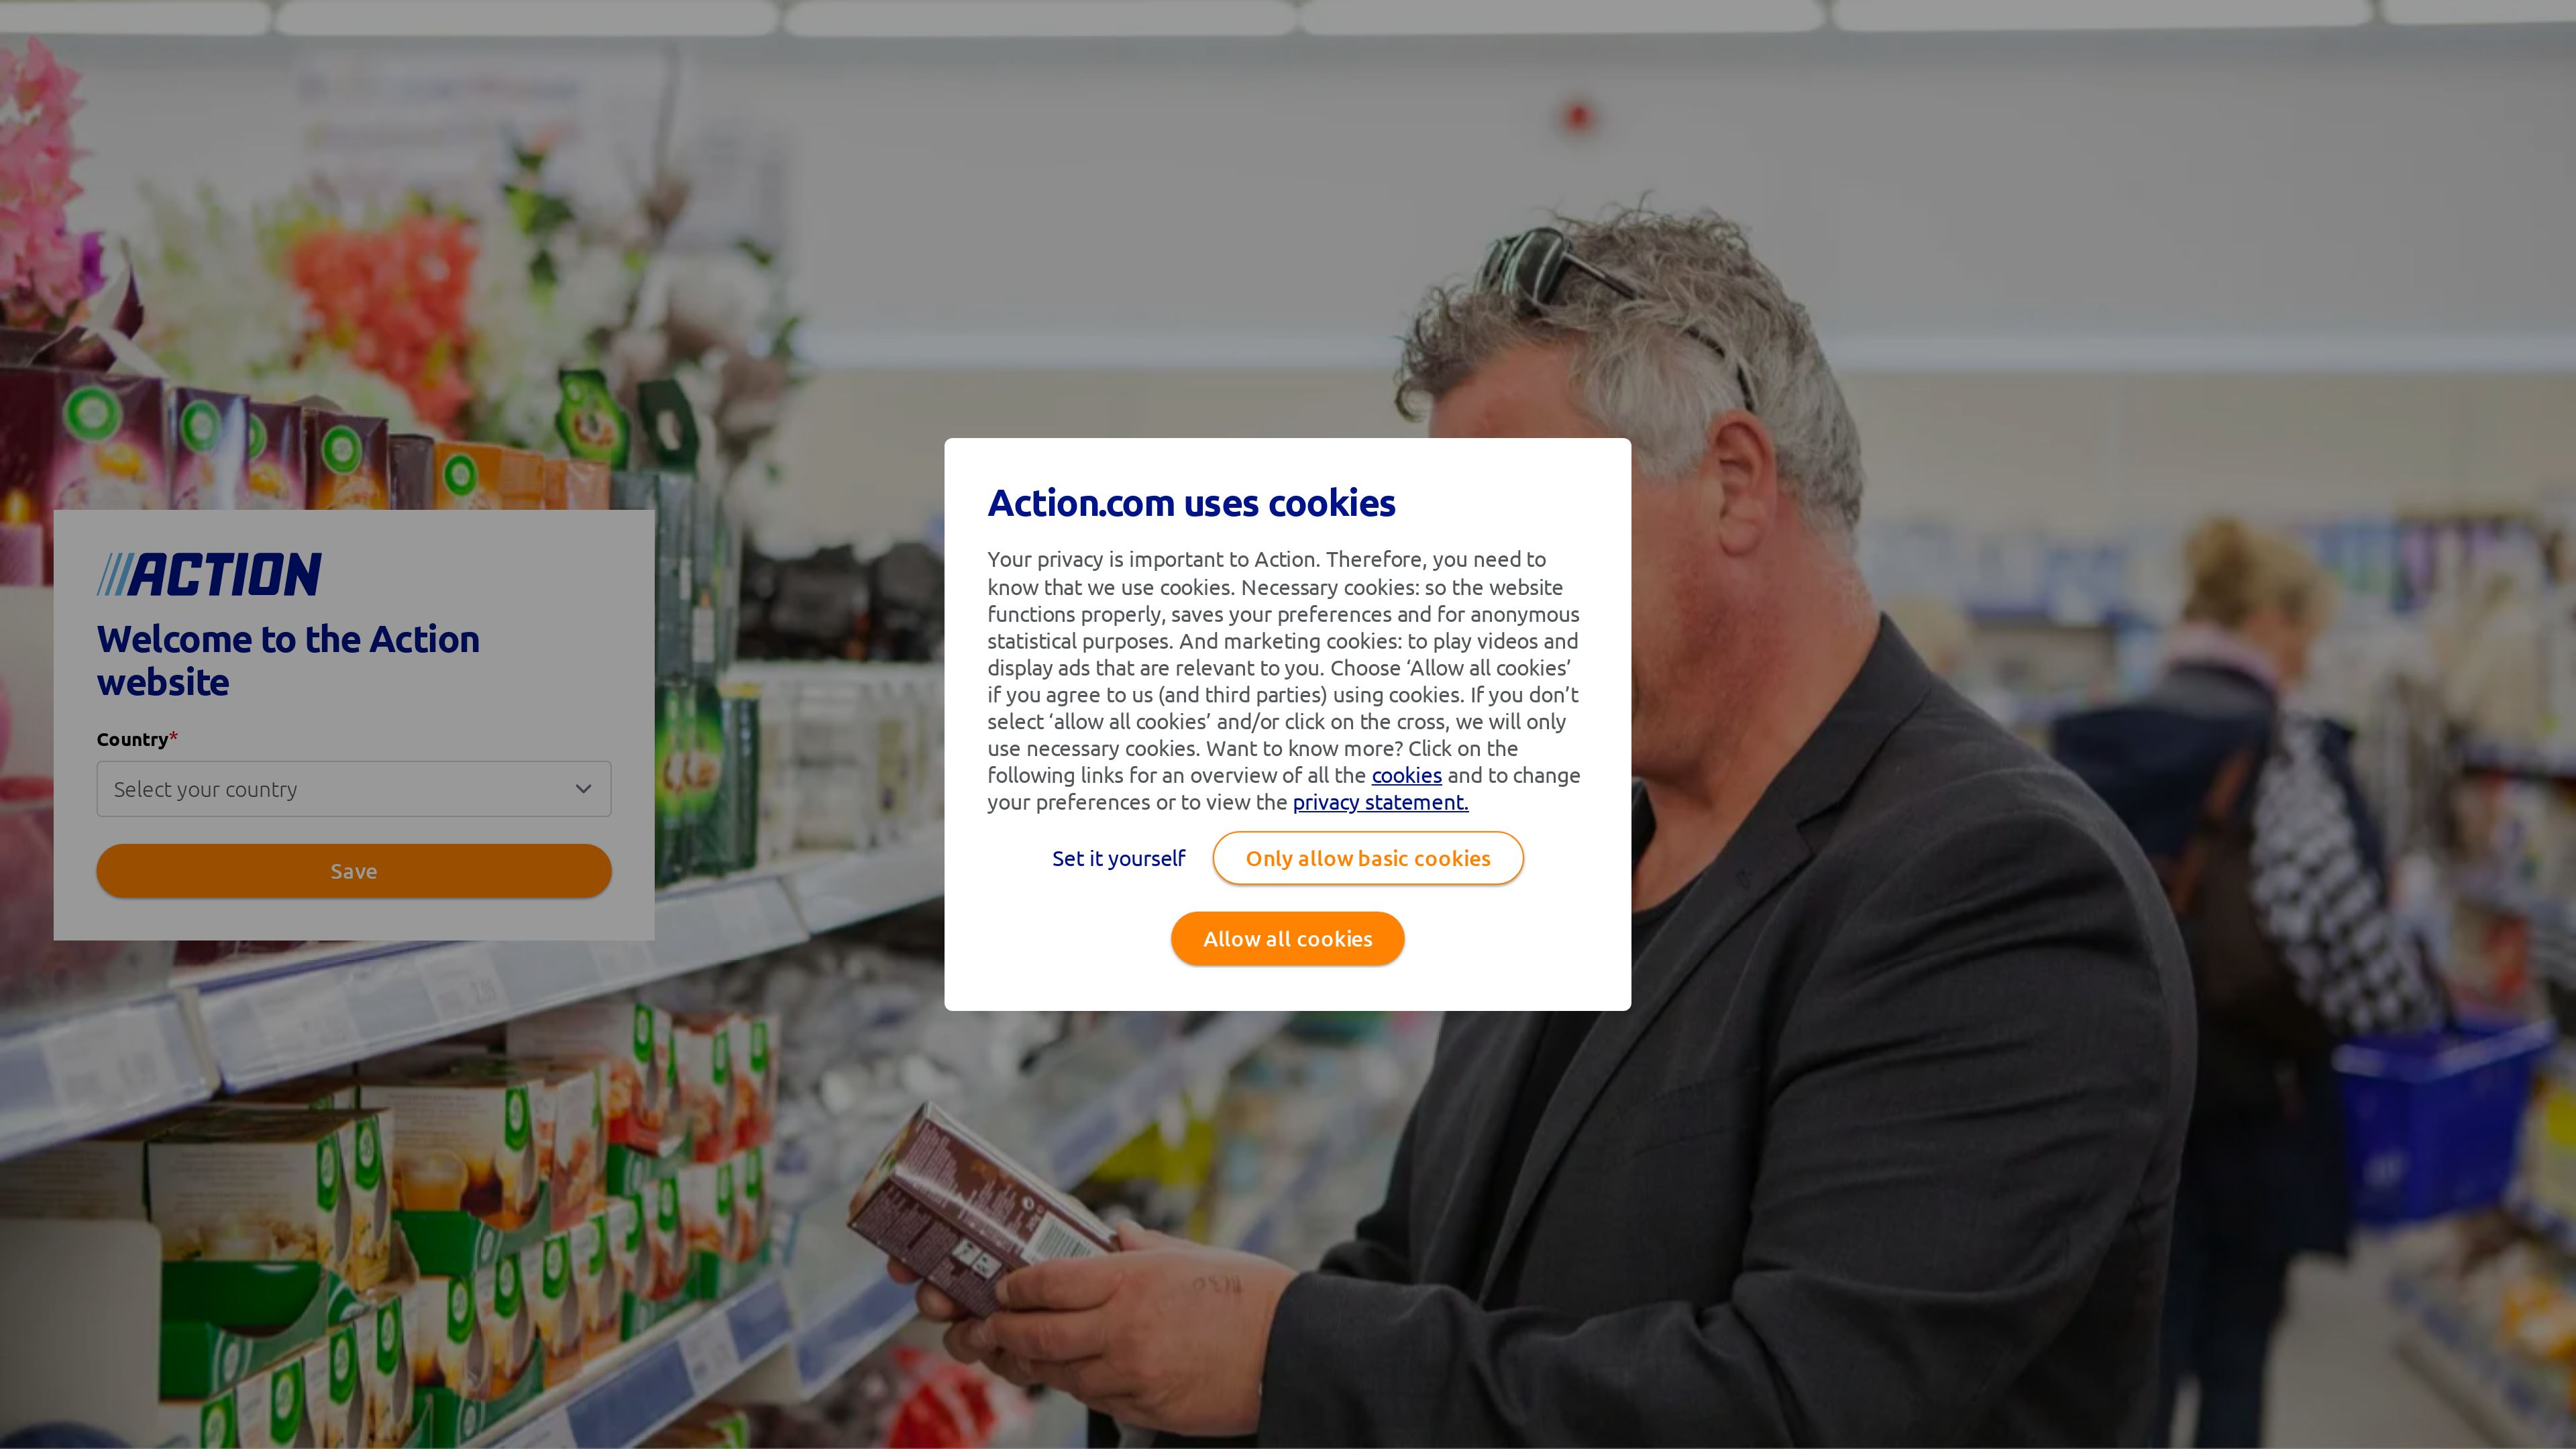 ACTION
Welcome to the Action
website
Country*
Select your country
Save
Action.com uses cookies
Your privacy is important to Action. Therefore, you need to
know that we use cookies. Necessary cookies: so the website
functions properly, saves your preferences and for anonymous
statistical purposes. And marketing cookies: to play videos and
display ads that are relevant to you. Choose ‘Allow all cookies’
if you agree to us (and third parties) using cookies. If you don’t
select ‘allow all cookies’ and/or click on the cross, we will only
use necessary cookies. Want to know more? Click on the
following links for an overview of all the cookies and to change
your preferences or to view the privacy statement.
Set it yourself
Only allow basic cookies
Allow all cookies